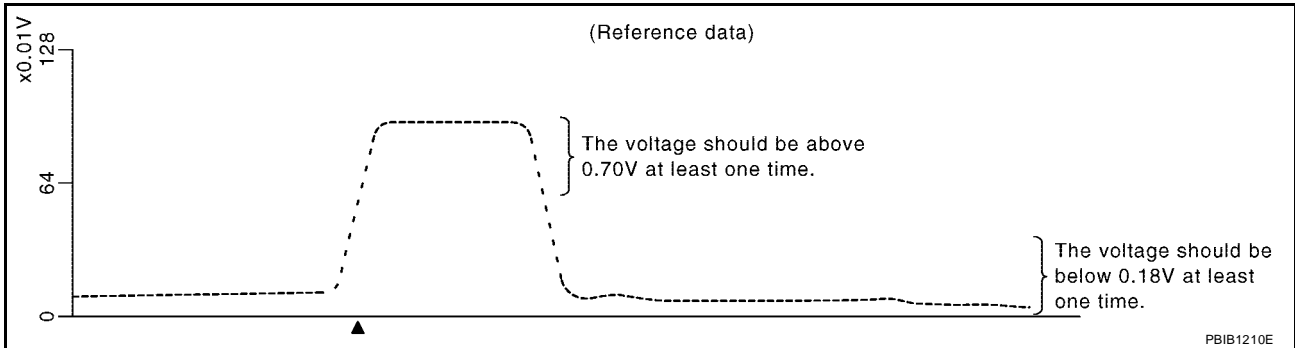 (Reference data)
x0.01V
128
64
0
The voltage should be above
0.70V at least one time.
The voltage should be
below 0.18V at least
one time.
PBIB1210E